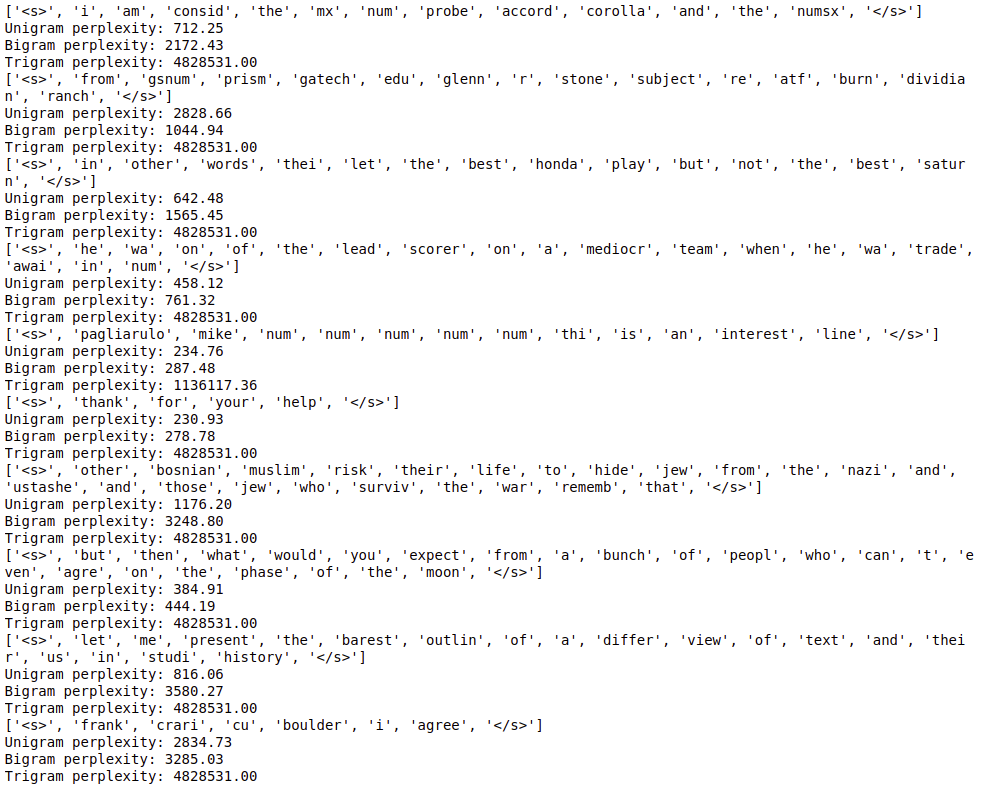 ['<s>', 'i', 'am', 'consid', 'the', 'mx', 'num', 'probe', 'accord', 'corolla', 'and', 'the', 'numsx', '</s>']
Unigram perplexity: 712.25
Bigram perplexity: 2172.43
Trigram perplexity: 4828531.00
['<s>', 'from', 'gsnum', 'prism', 'gatech', 'edu', 'glenn', 'r', 'stone', 'subject', 're', 'atf', 'burn', 'dividia
n', 'ranch', '</s>']
Unigram perplexity: 2828.66
Bigram perplexity: 1044.94
Trigram perplexity: 4828531.00
['<s>', 'in', 'other', 'words', 'thei', 'let', 'the', 'best', 'honda', 'play', 'but', 'not', 'the', 'best', 'satur
n', '</s>']
Unigram perplexity: 642.48
Bigram perplexity: 1565.45
Trigram perplexity: 4828531.00
['<s>', 'he', 'wa', 'on', 'of', 'the', 'lead', 'scorer', 'on', 'a', 'mediocr', 'team', 'when', 'he', 'wa', 'trade',
'awai', 'in', 'num', '</s>']
Unigram perplexity: 458.12
Bigram perplexity: 761.32
Trigram perplexity: 4828531.00
['<s>', 'pagliarulo', 'mike', 'num', 'num', 'num', 'num', 'num', 'thi', 'is', 'an', 'interest', 'line', '</s>']
Unigram perplexity: 234.76
Bigram perplexity: 287.48
Trigram perplexity: 1136117.36
['<s>', 'thank', 'for', 'your', 'help', '</s>']
Unigram perplexity: 230.93
Bigram perplexity: 278.78
Trigram perplexity: 4828531.00
['<s>', 'other', 'bosnian', 'muslim', 'risk', 'their', 'life', 'to', 'hide', 'jew', 'from', 'the', 'nazi', 'and',
'ustashe', 'and', 'those', 'jew', 'who', 'surviv', 'the', 'war', 'rememb', 'that', '</s>']
Unigram perplexity: 1176.20
Bigram perplexity: 3248.80
Trigram perplexity: 4828531.00
['<s>', 'but', 'then', 'what', 'would', 'you', 'expect', 'from', 'a', 'bunch', 'of', 'peopl', 'who', 'can', 't', 'e
ven', 'agre', 'on', 'the', 'phase', 'of', 'the', 'moon', '</s>']
Unigram perplexity: 384.91
Bigram perplexity: 444.19
Trigram perplexity: 4828531.00
['<s>', 'let', 'me', 'present', 'the', 'barest', 'outlin', 'of', 'a', 'differ', 'view', 'of', 'text', 'and', 'thei
r', 'us', 'in', 'studi', 'history', '</s>']
Unigram perplexity: 816.06
Bigram perplexity: 3580.27
Trigram perplexity: 4828531.00
['<s>', 'frank', 'crari', 'cu', 'boulder', 'i', 'agree', '</s>']
Unigram perplexity: 2834.73
Bigram perplexity: 3285.03
Trigram perplexity: 4828531.00